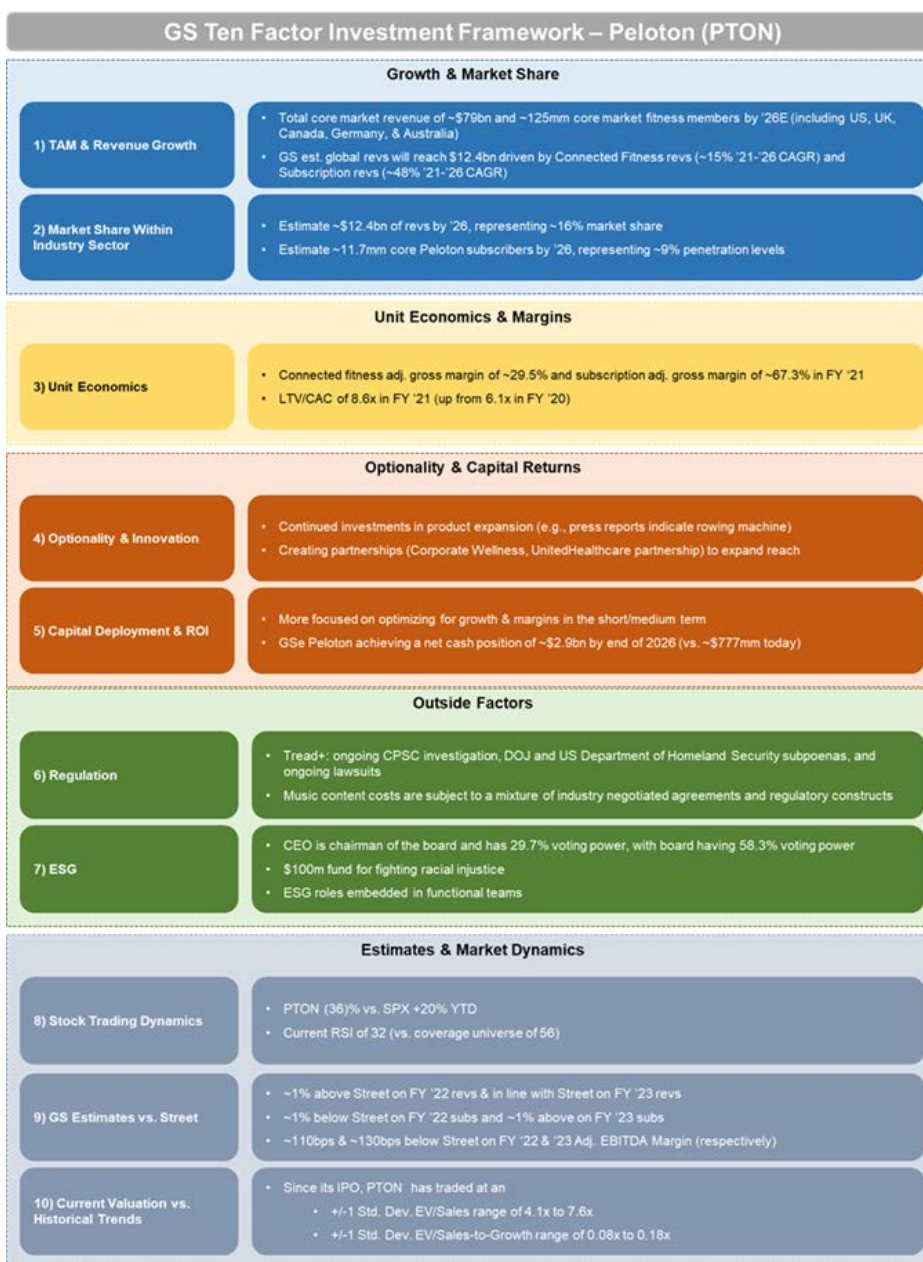 GS Ten Factor Investment Framework – Peloton (PTON)
Growth & Market Share
1) TAM & Revenue Growth
• Total core market revenue of ~$79bn and ~125mm core market fitness members by '26E (including US, UK,
Canada, Germany, & Australia)
• GS est. global revs will reach $12.4bn driven by Connected Fitness revs (~15% '21-'26 CAGR) and
Subscription revs (~48% '21-'26 CAGR)
2) Market Share Within
Industry Sector
• Estimate ~$12.4bn of revs by '26, representing ~16% market share
• Estimate ~11.7mm core Peloton subscribers by '26, representing ~9% penetration levels
Unit Economics & Margins
3) Unit Economics
• Connected fitness adj. gross margin of ~29.5% and subscription adj. gross margin of ~67.3% in FY '21
• LTV/CAC of 8.6x in FY '21 (up from 6.1x in FY '20)
Optionality & Capital Returns
4) Optionality & Innovation
• Continued investments in product expansion (e.g., press reports indicate rowing machine)
• Creating partnerships (Corporate Wellness, UnitedHealthcare partnership) to expand reach
5) Capital Deployment & ROI
• More focused on optimizing for growth & margins in the short/medium term
• GSe Peloton achieving a net cash position of ~$2.9bn by end of 2026 (vs. ~$777mm today)
Outside Factors
6) Regulation
• Tread+: ongoing CPSC investigation, DOJ and US Department of Homeland Security subpoenas, and
ongoing lawsuits
• Music content costs are subject to a mixture of industry negotiated agreements and regulatory constructs
7) ESG
• CEO is chairman of the board and has 29.7% voting power, with board having 58.3% voting power
• $100m fund for fighting racial injustice
• ESG roles embedded in functional teams
Estimates & Market Dynamics
8) Stock Trading Dynamics
• PTON (36)% vs. SPX +20% YTD
• Current RSI of 32 (vs. coverage universe of 56)
9) GS Estimates vs. Street
• ~1% above Street on FY '22 revs & in line with Street on FY '23 revs
• ~1% below Street on FY '22 subs and ~1% above on FY '23 subs
• ~110bps & ~130bps below Street on FY '22 & '23 Adj. EBITDA Margin (respectively)
10) Current Valuation vs.
Historical Trends
• Since its IPO, PTON has traded at an
• +/-1 Std. Dev. EV/Sales range of 4.1x to 7.6x
• +/-1 Std. Dev. EV/Sales-to-Growth range of 0.08x to 0.18x